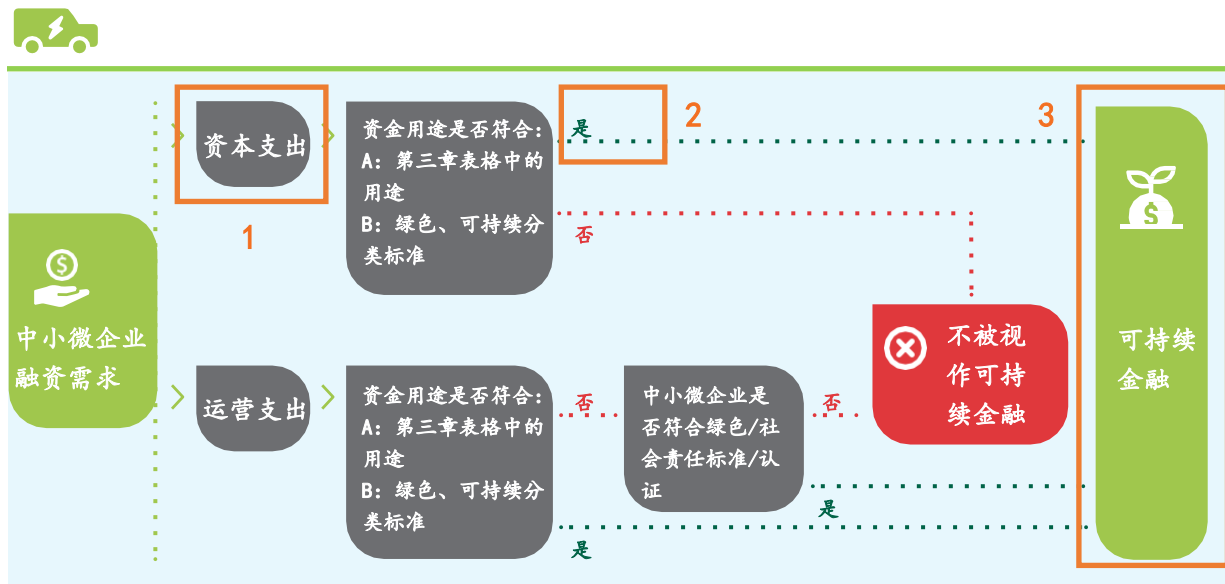 中小微企业
融资需求
资本支出
1
资金用途是否符合:
A: 第三章表格中的
用途
B: 绿色、可持续分
类标准
是
2
否
3
运营支出
资金用途是否符合:
A: 第三章表格中的
用途
B: 绿色、可持续分
类标准
否
是
中小微企业是
否符合绿色/社
会责任标准/认
证
否
是
不被视
作可持
续金融
$
$
可持续
金融